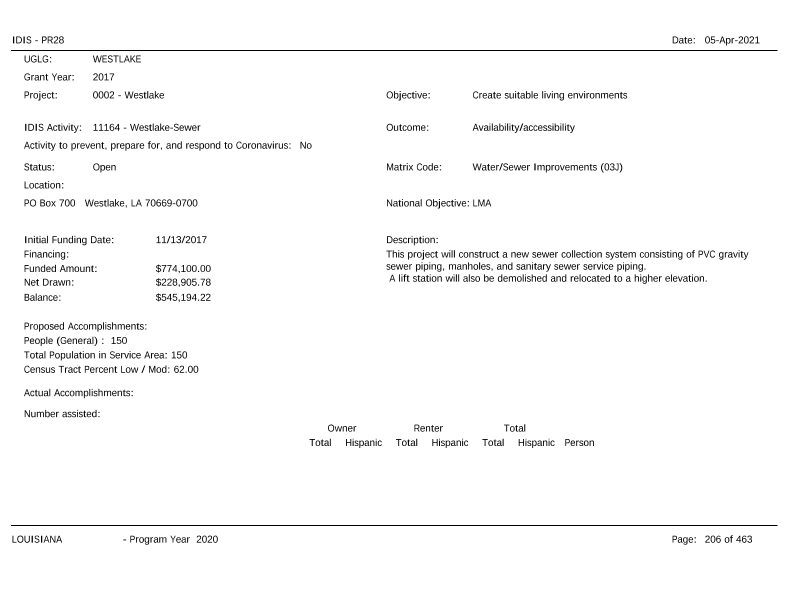 IDIS - PR28 Date: 05-Apr-2021
UGLG: WESTLAKE
Grant Year: 2017
Project: 0002 - Westlake Objective: Create suitable living environments
IDIS Activity: 11164 - Westlake-Sewer Outcome: Availability/accessibility
Activity to prevent, prepare for, and respond to Coronavirus: No
Status: Open Matrix Code: Water/Sewer Improvements (03J)
Location:
PO Box 700 Westlake, LA 70669-0700 National Objective: LMA
Initial Funding Date: 11/13/2017 Description:
Financing: This project will construct a new sewer collection system consisting of PVC gravity
Funded Amount: $774,100.00 sewer piping, manholes, and sanitary sewer service piping.
Net Drawn: $228,905.78 A lift station will also be demolished and relocated to a higher elevation.
Balance: $545,194.22
Proposed Accomplishments:
People (General) : 150
Total Population in Service Area: 150
Census Tract Percent Low / Mod: 62.00
Actual Accomplishments:
Number assisted:
Owner Renter Total
Total Hispanic Total Hispanic Total Hispanic Person
LOUISIANA - Program Year 2020 Page: 206 of 463